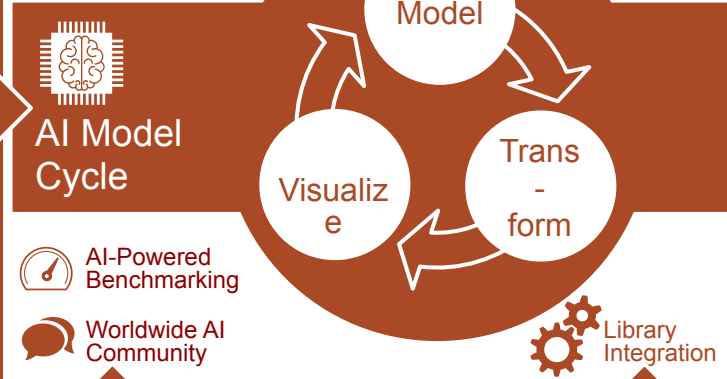 Model
AI Model
Cycle
Trans
-
form
Visualiz
e
AI-Powered
Benchmarking
Worldwide AI
Community
Library
Integration